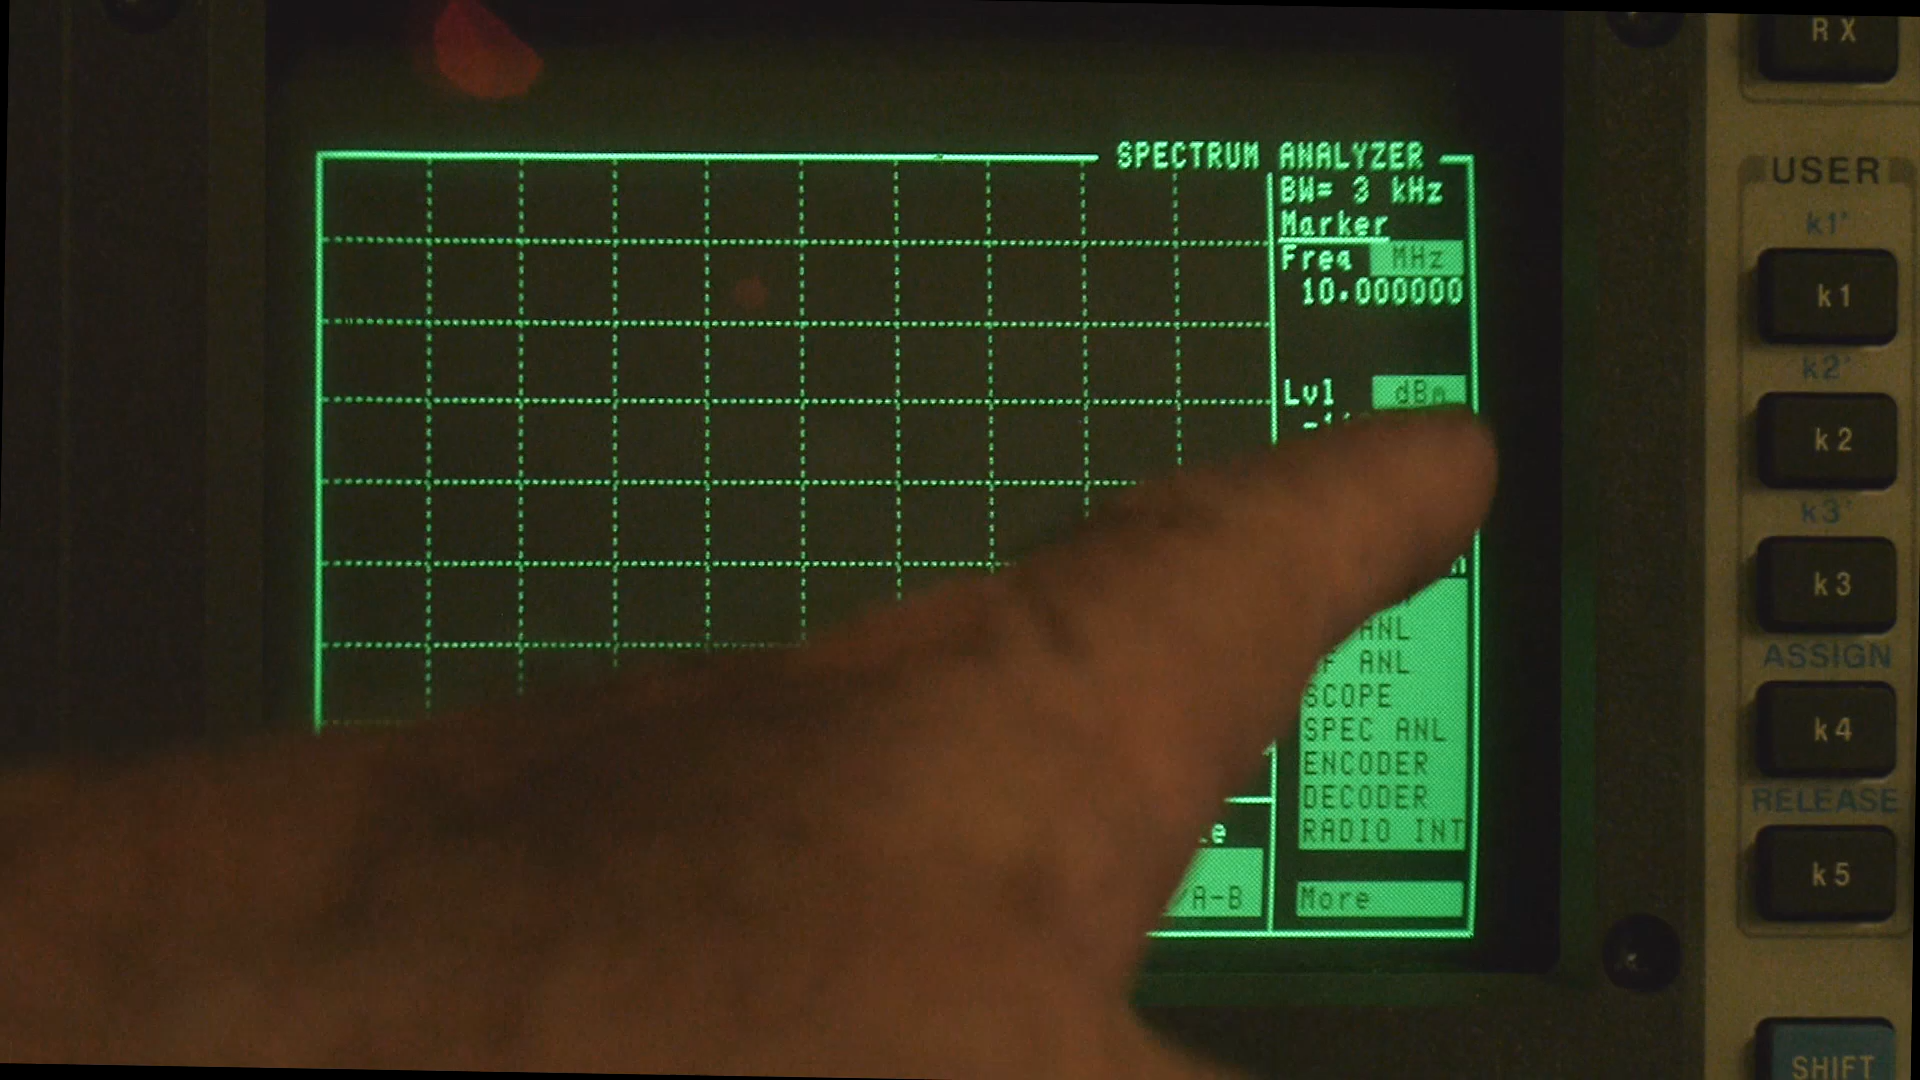 RX
SPECTRUM ANALYZER
BW= 3 kHz
Marker
Freq MHz
10.000000
Lvl dBm
ANL
F ANL
SCOPE
SPEC ANL
ENCODER
DECODER
RADIO INT
/A-B
More
USER
k1'
k1
k2'
k2
k3'
k3
ASSIGN
k4
RELEASE
k5
SHIFT